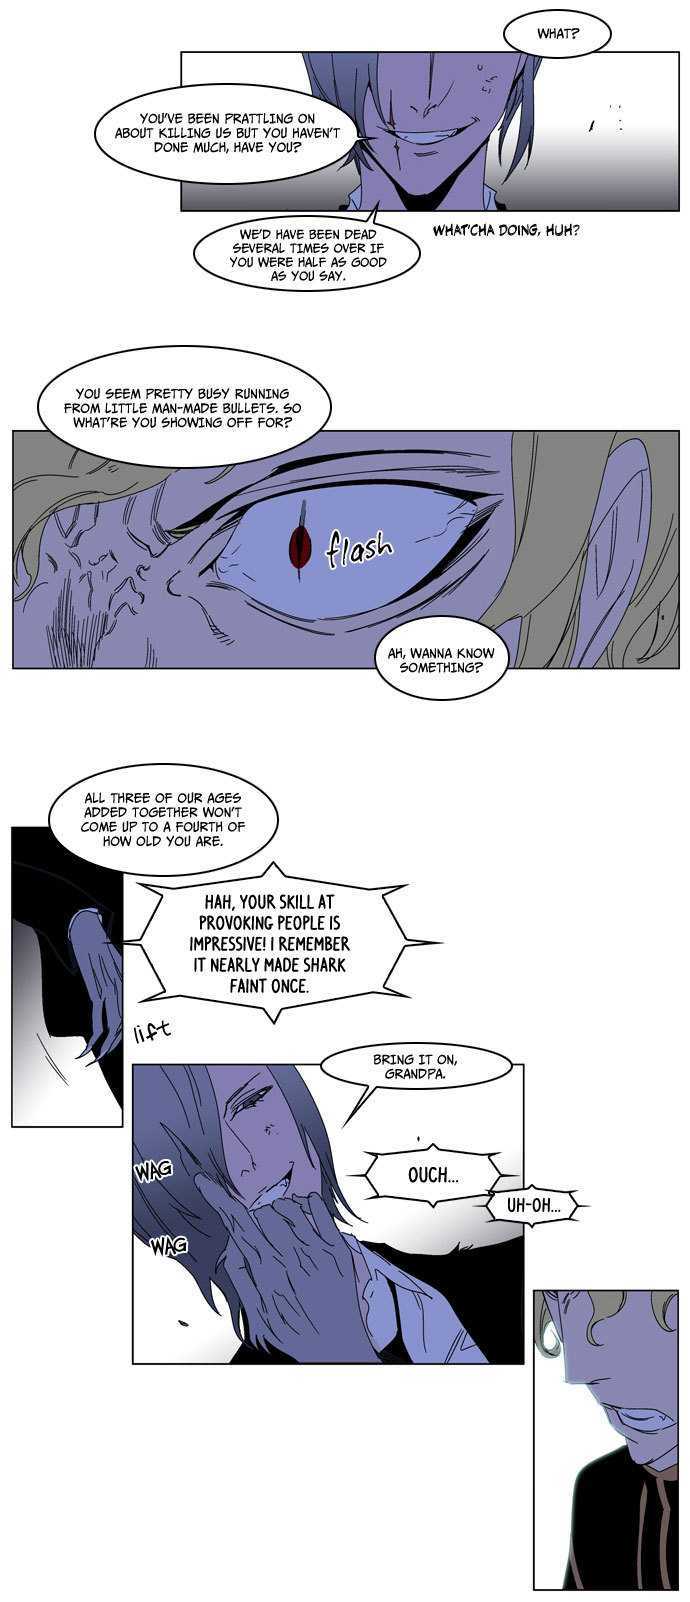 WHAT?
YOU'VE BEEN PRATTLING ON
ABOUT KILLING US BUT YOU HAVEN'T
DONE MUCH, HAVE YOU?
WE'D HAVE BEEN DEAD
SEVERAL TIMES OVER IF
YOU WERE HALF AS GOOD
AS YOU SAY.
WHAT'CHA DOING, HUH?
YOU SEEM PRETTY BUSY RUNNING
FROM LITTLE MAN-MADE BULLETS. SO
WHAT'RE YOU SHOWING OFF FOR?
flash
AH, WANNA KNOW
SOMETHING?
ALL THREE OF OUR AGES
ADDED TOGETHER WON'T
COME UP TO A FOURTH OF
HOW OLD YOU ARE.
HAH, YOUR SKILL AT
PROVOKING PEOPLE IS
IMPRESSIVE! I REMEMBER
IT NEARLY MADE SHARK
FAINT ONCE.
lift
BRING IT ON,
GRANDPA.
WAG
OUCH...
UH-OH...
WAG